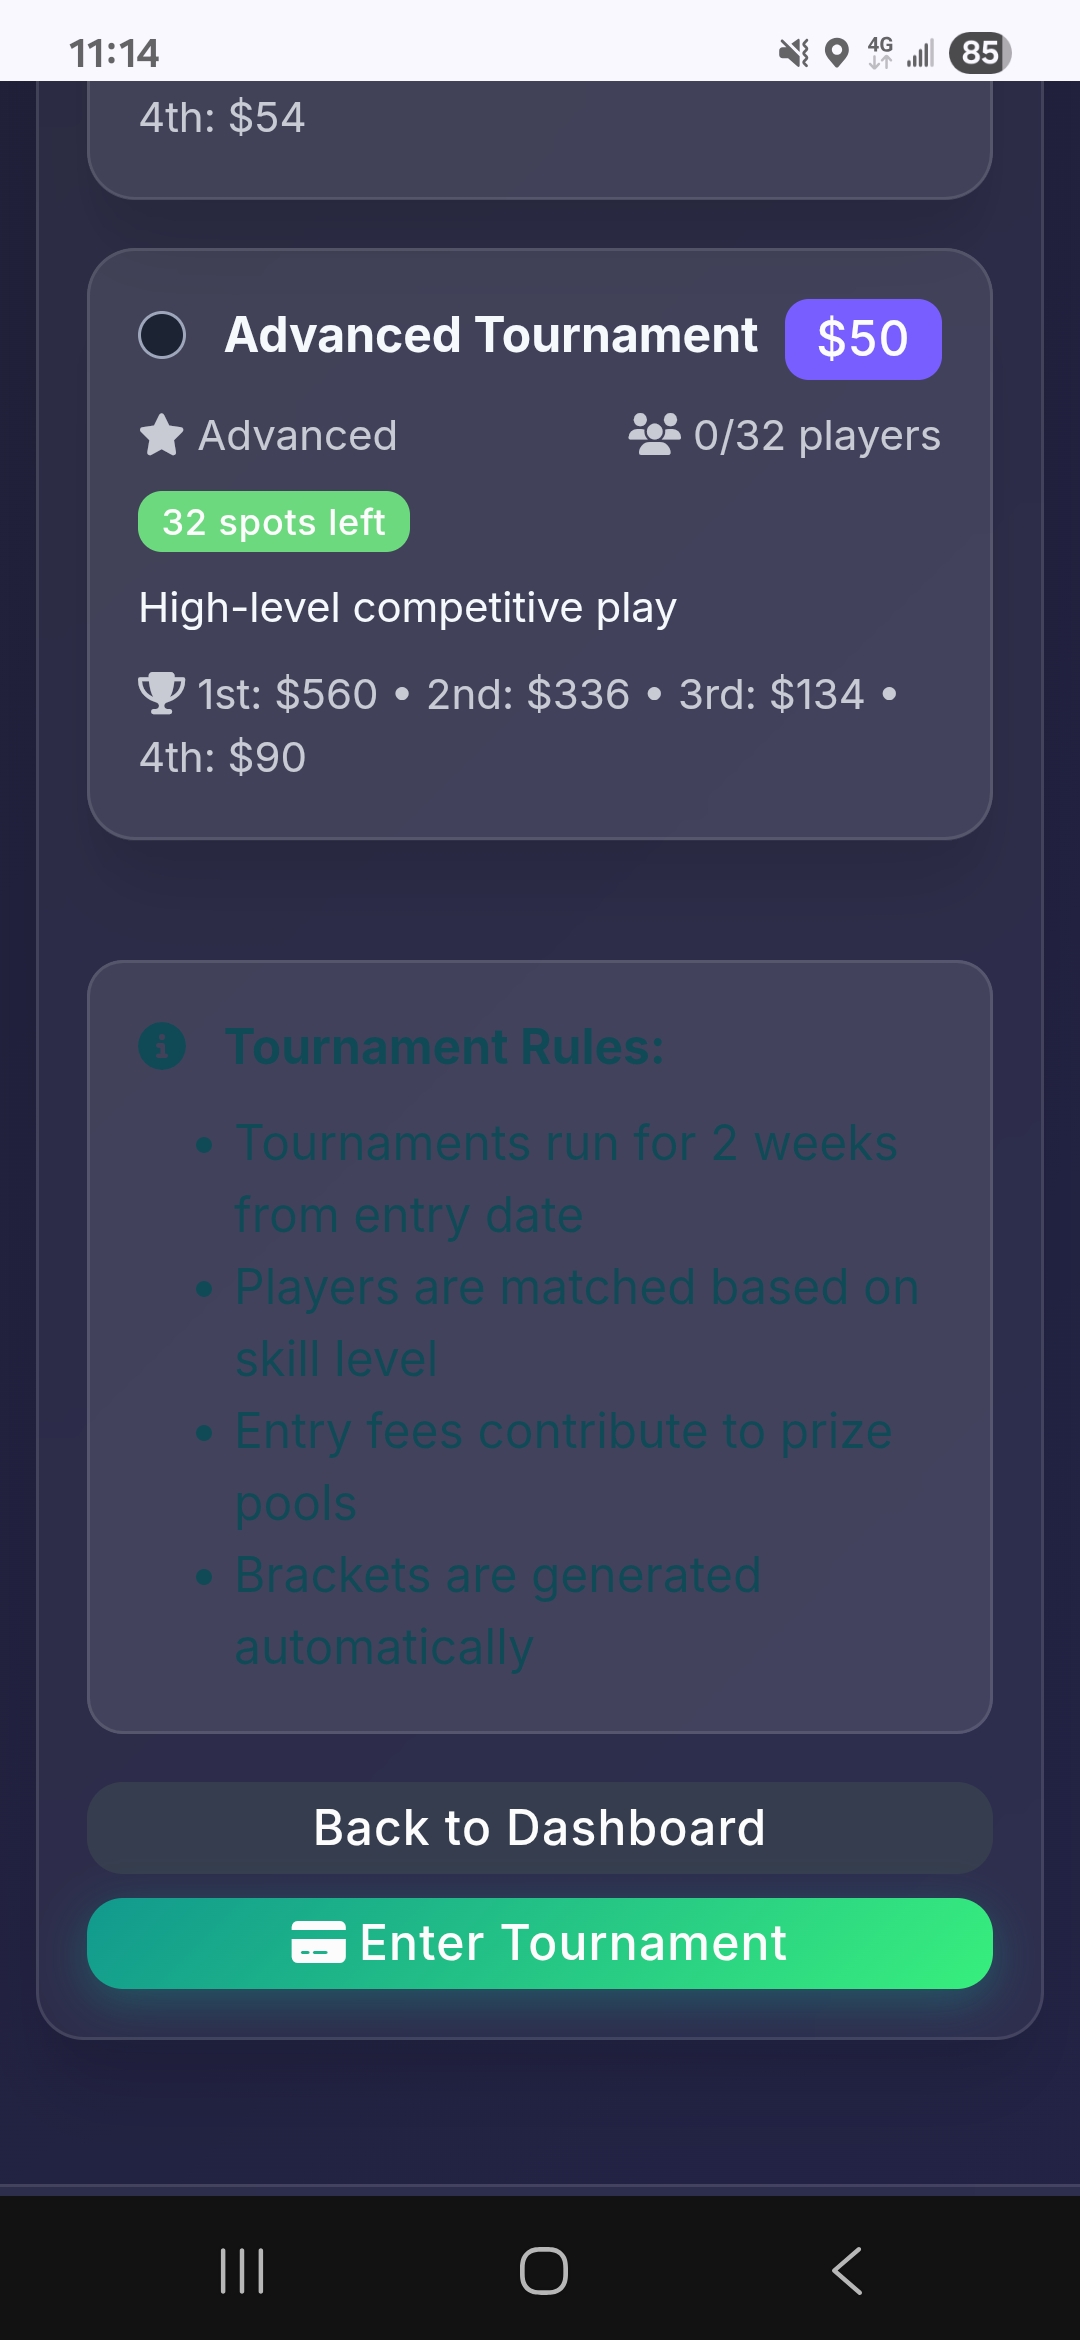 11:14
4G
85
4th: $54
Advanced Tournament
$50
Advanced
0/32 players
32 spots left
High-level competitive play
1st: $560 • 2nd: $336 • 3rd: $134 •
4th: $90
Tournament Rules:
• Tournaments run for 2 weeks
from entry date
• Players are matched based on
skill level
• Entry fees contribute to prize
pools
• Brackets are generated
automatically
Back to Dashboard
Enter Tournament